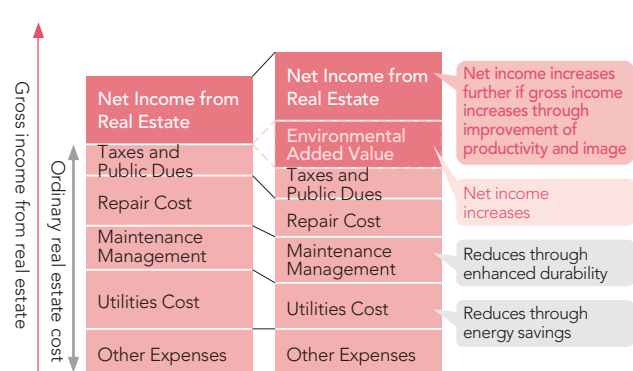 Gross income from real estate
Ordinary real estate cost
Net Income from
Real Estate
Taxes and
Public Dues
Repair Cost
Maintenance
Management
Utilities Cost
Other Expenses
Net Income from
Real Estate
Environmental
Added Value
Taxes and
Public Dues
Repair Cost
Maintenance
Management
Utilities Cost
Other Expenses
Net income increases
further if gross income
increases through
improvement of
productivity and image
Net income
increases
Reduces through
enhanced durability
Reduces through
energy savings